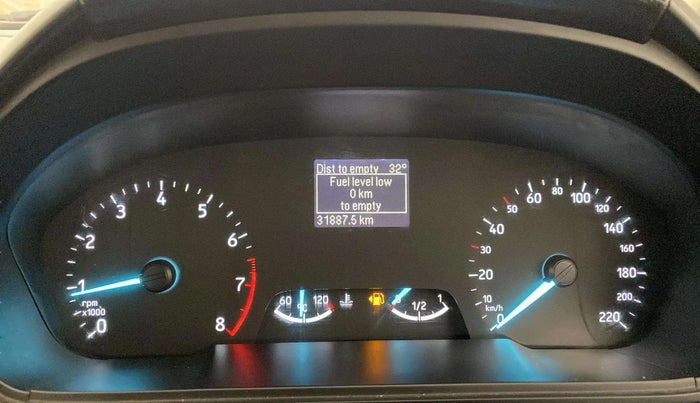 Dist to empty 32°
Fuel level low
0 km
to empty
31887.5 km
0 1 2 3 4 5 6 7 8
rpm
x1000
60 °C 120
0 1/2 1
0 10 20 30 40 50 60 80 100 120 140 160 180 200 220
km/h